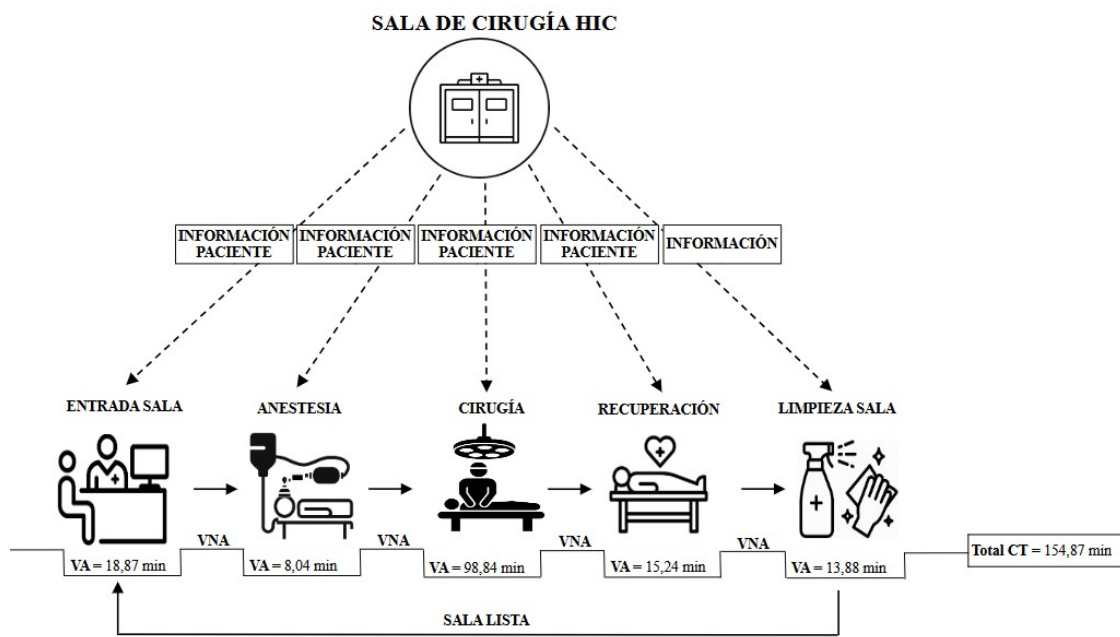 SALA DE CIRUGÍA HIC
INFORMACIÓN
PACIENTE
INFORMACIÓN
PACIENTE
INFORMACIÓN
PACIENTE
INFORMACIÓN
PACIENTE
INFORMACIÓN
ENTRADA SALA
ANESTESIA
CIRUGÍA
RECUPERACIÓN
LIMPIEZA SALA
VNA
VNA
VNA
VNA
VA = 18,87 min
VA = 8,04 min
VA = 98,84 min
VA = 15,24 min
VA = 13,88 min
Total CT = 154,87 min
SALA LISTA